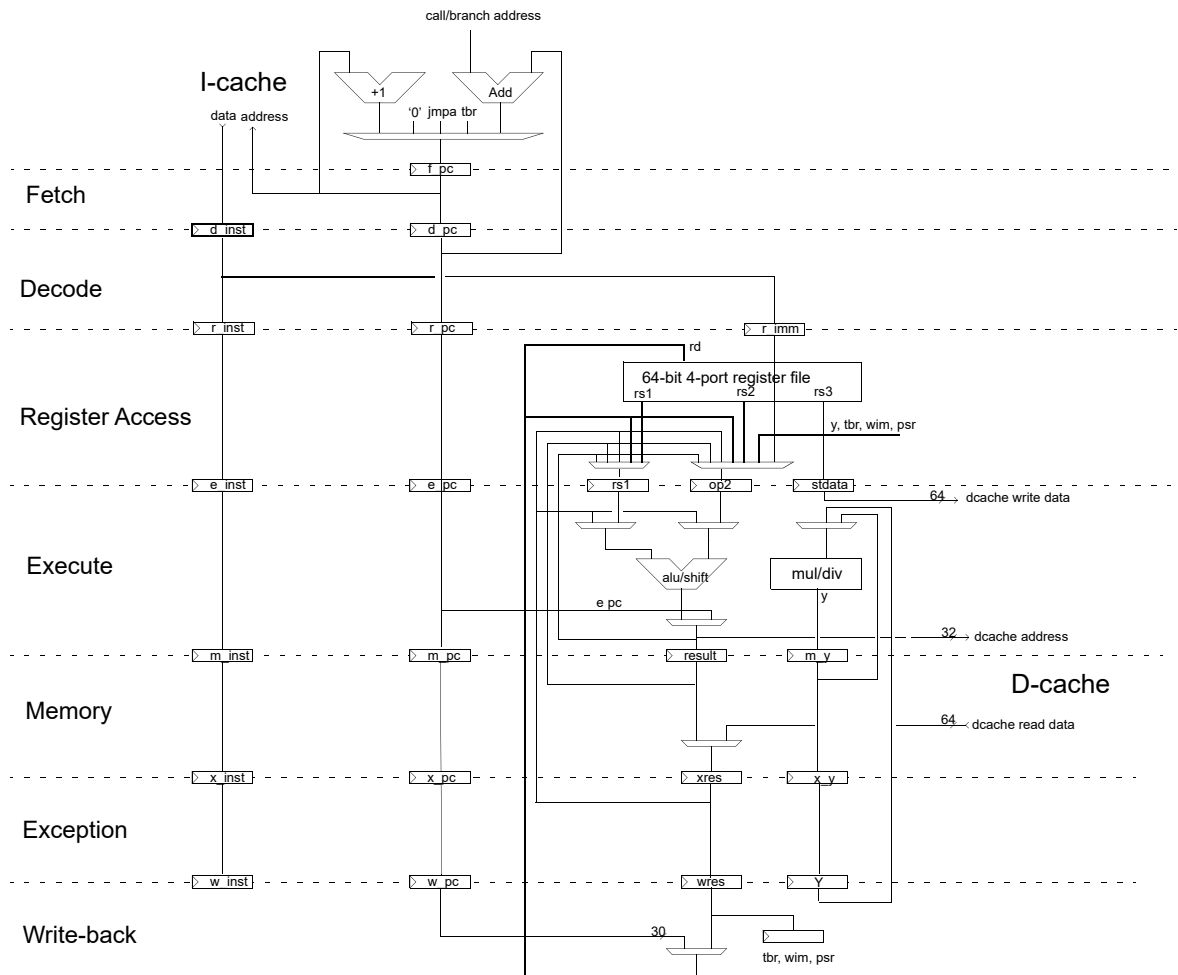 call/branch address
I-cache
+1
Add
data address
‘0’ jmpa tbr
f_pc
Fetch
d_inst
d_pc
Decode
r_inst
r_pc
r_imm
rd
64-bit 4-port register file
rs1
rs2
rs3
Register Access
y, tbr, wim, psr
e_inst
e_pc
rs1
op2
stdata
64
dcache write data
Execute
alu/shift
mul/div
y
e pc
32
dcache address
m_inst
m_pc
result
m_y
D-cache
Memory
64
dcache read data
x_inst
x_pc
xres
x_y
Exception
w_inst
w_pc
wres
Y
Write-back
30
tbr, wim, psr